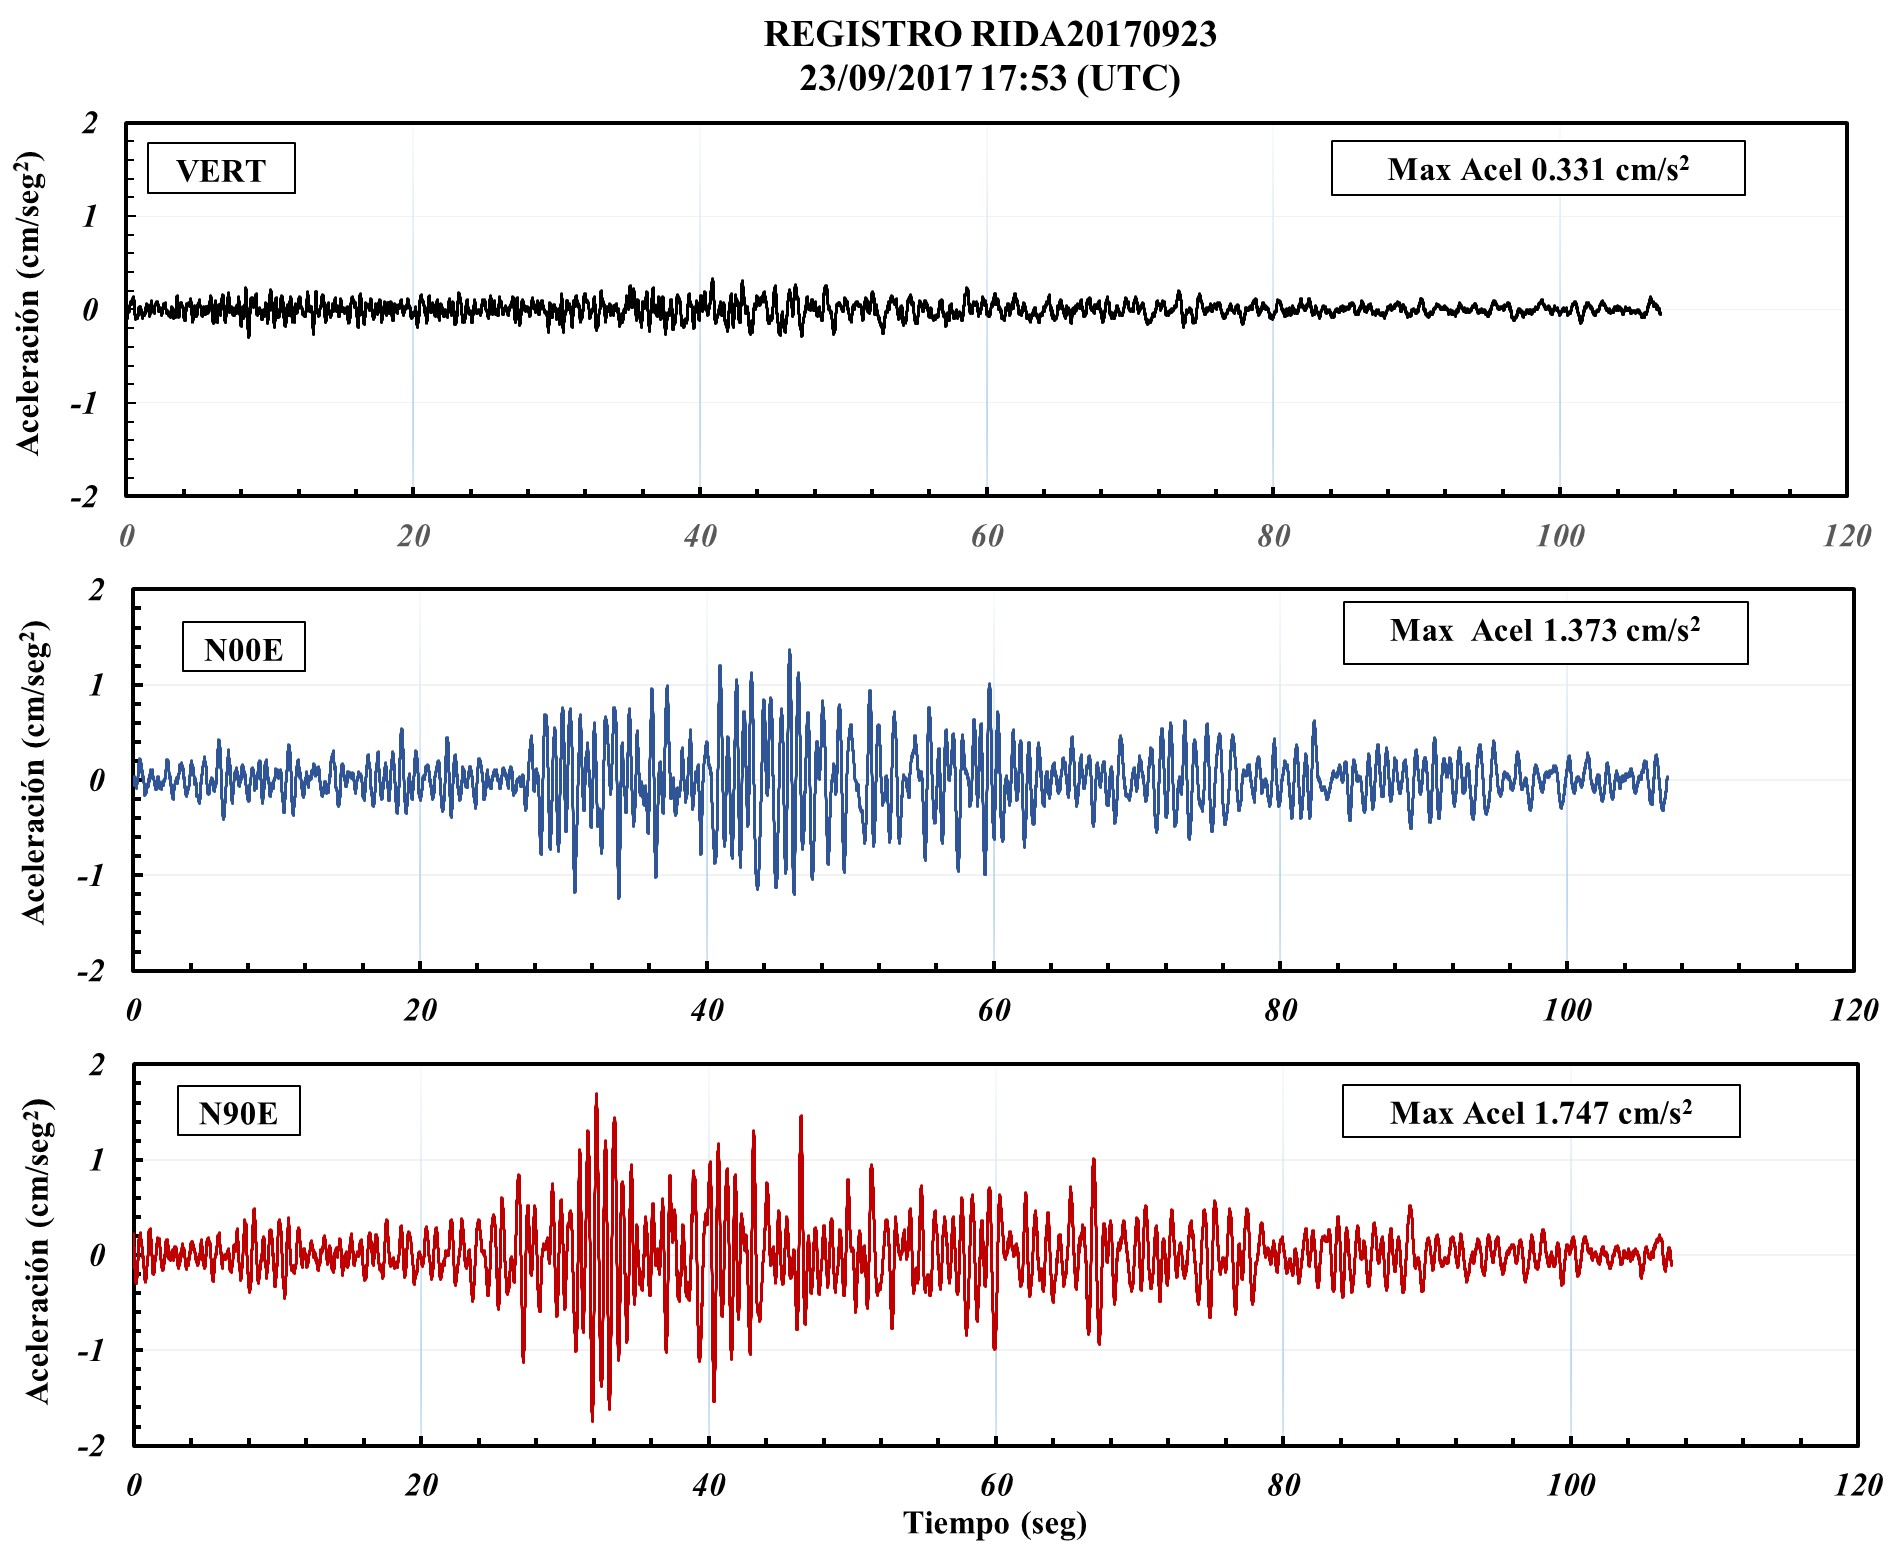 REGISTRO RIDA20170923
23/09/2017 17:53 (UTC)
Aceleración (cm/seg²)
VERT
Max Acel 0.331 cm/s²
2
1
0
-1
-2
0 20 40 60 80 100 120
Aceleración (cm/seg²)
N00E
Max Acel 1.373 cm/s²
2
1
0
-1
-2
0 20 40 60 80 100 120
Aceleración (cm/seg²)
N90E
Max Acel 1.747 cm/s²
2
1
0
-1
-2
0 20 40 60 80 100 120
Tiempo (seg)